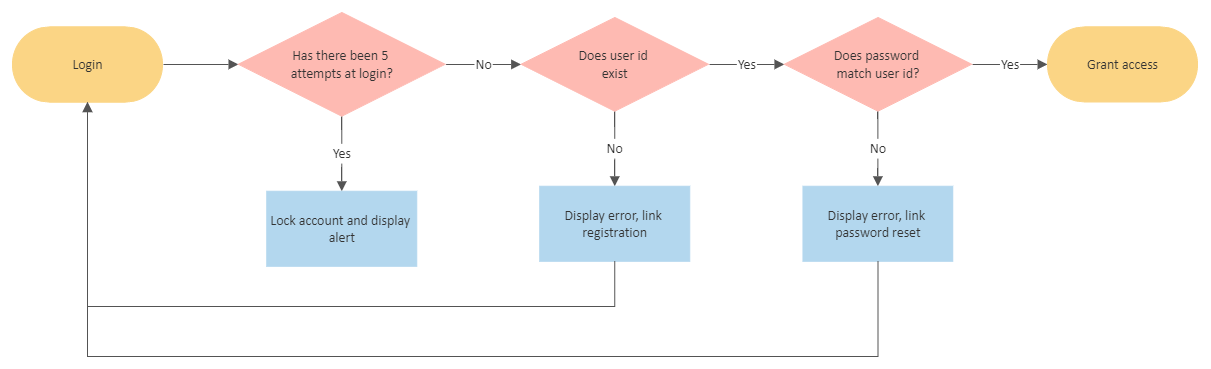 Login
Has there been 5
attempts at login?
No
Does user id
exist
Yes
Does password
match user id?
Yes
Grant access
Yes
No
No
Lock account and display
alert
Display error, link
registration
Display error, link
password reset